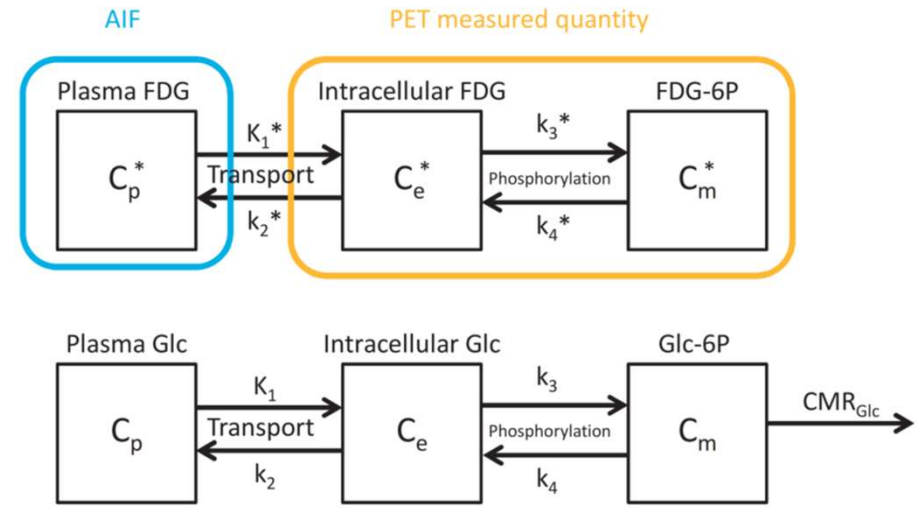 AIF
PET measured quantity
Plasma FDG
Intracellular FDG
FDG-6P
K₁*
k₃*
Cₚ*
Transport
Cₑ*
Phosphorylation
Cₘ*
k₂*
k₄*
Plasma Glc
Intracellular Glc
Glc-6P
K₁
k₃
CMR_Glc
Cₚ
Transport
Cₑ
Phosphorylation
Cₘ
k₂
k₄